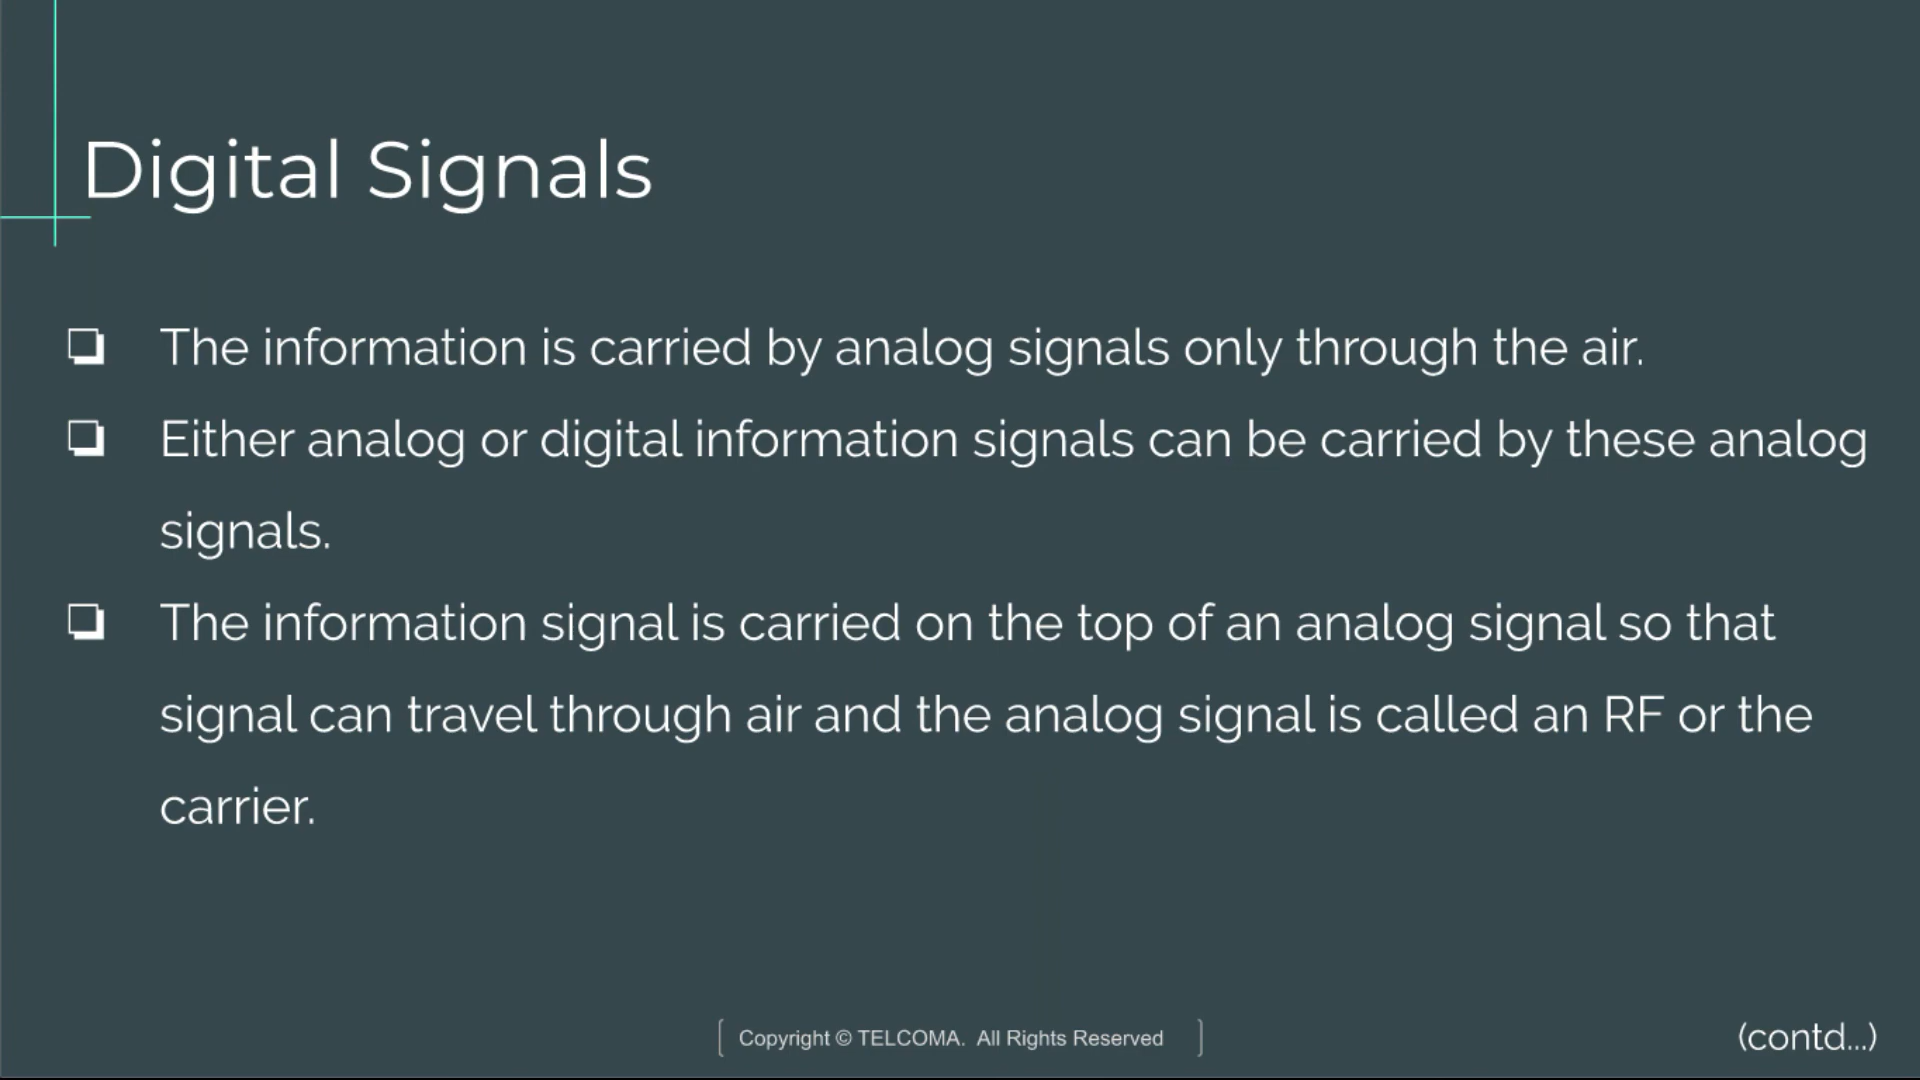 Digital Signals
❏ The information is carried by analog signals only through the air.
❏ Either analog or digital information signals can be carried by these analog
signals.
❏ The information signal is carried on the top of an analog signal so that
signal can travel through air and the analog signal is called an RF or the
carrier.
[ Copyright © TELCOMA. All Rights Reserved ]
(contd...)